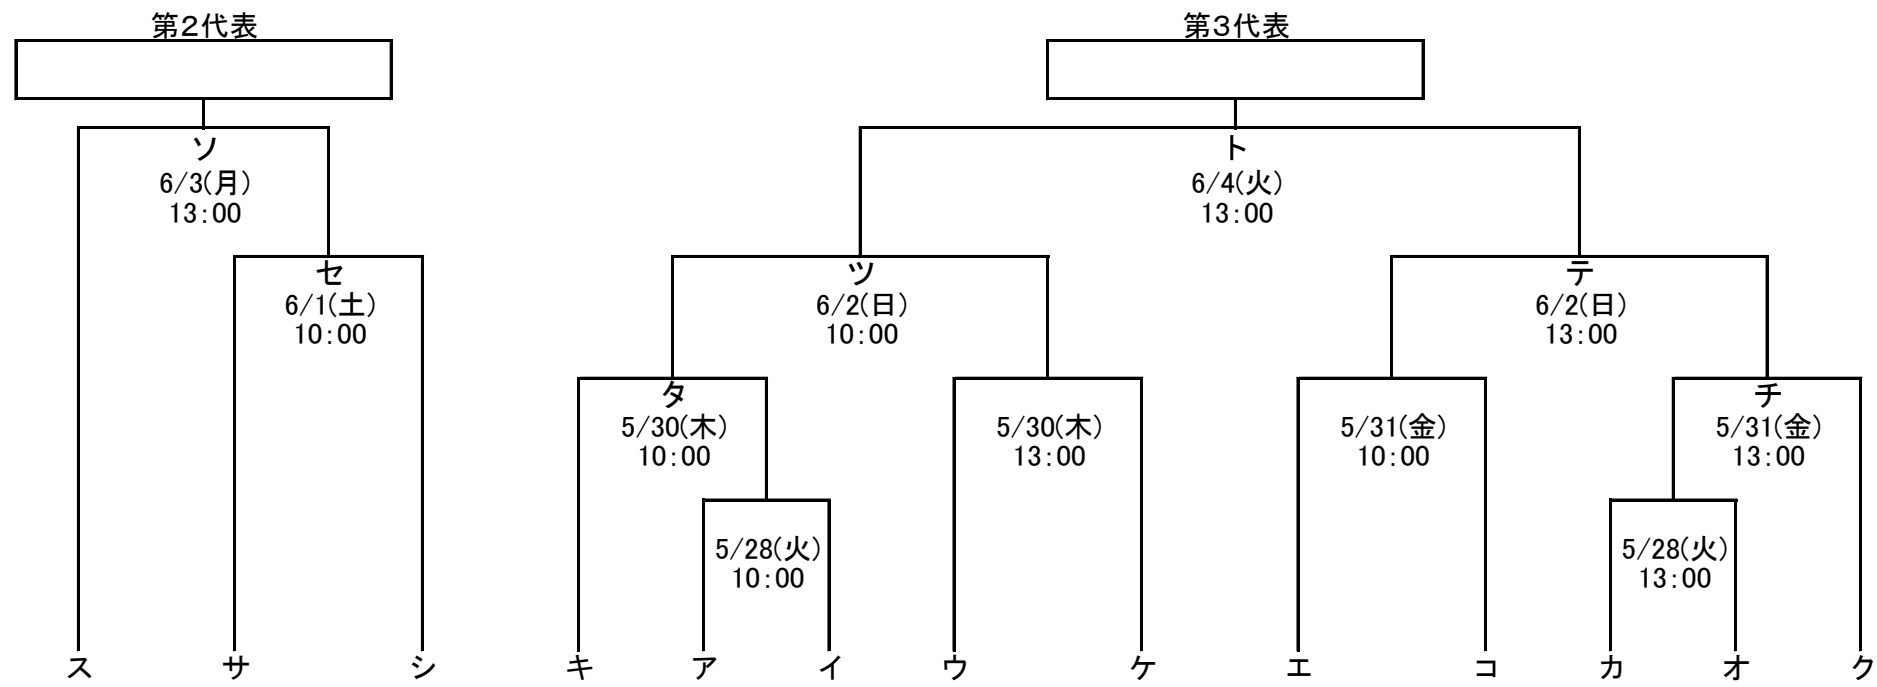 第２代表
第３代表
ソ
6/3(月)
13:00
ト
6/4(火)
13:00
セ
6/1(土)
10:00
ツ
6/2(日)
10:00
テ
6/2(日)
13:00
タ
5/30(木)
10:00
5/30(木)
13:00
5/31(金)
10:00
チ
5/31(金)
13:00
5/28(火)
10:00
5/28(火)
13:00
ス サ シ キ ア イ ウ ケ エ コ カ オ ク